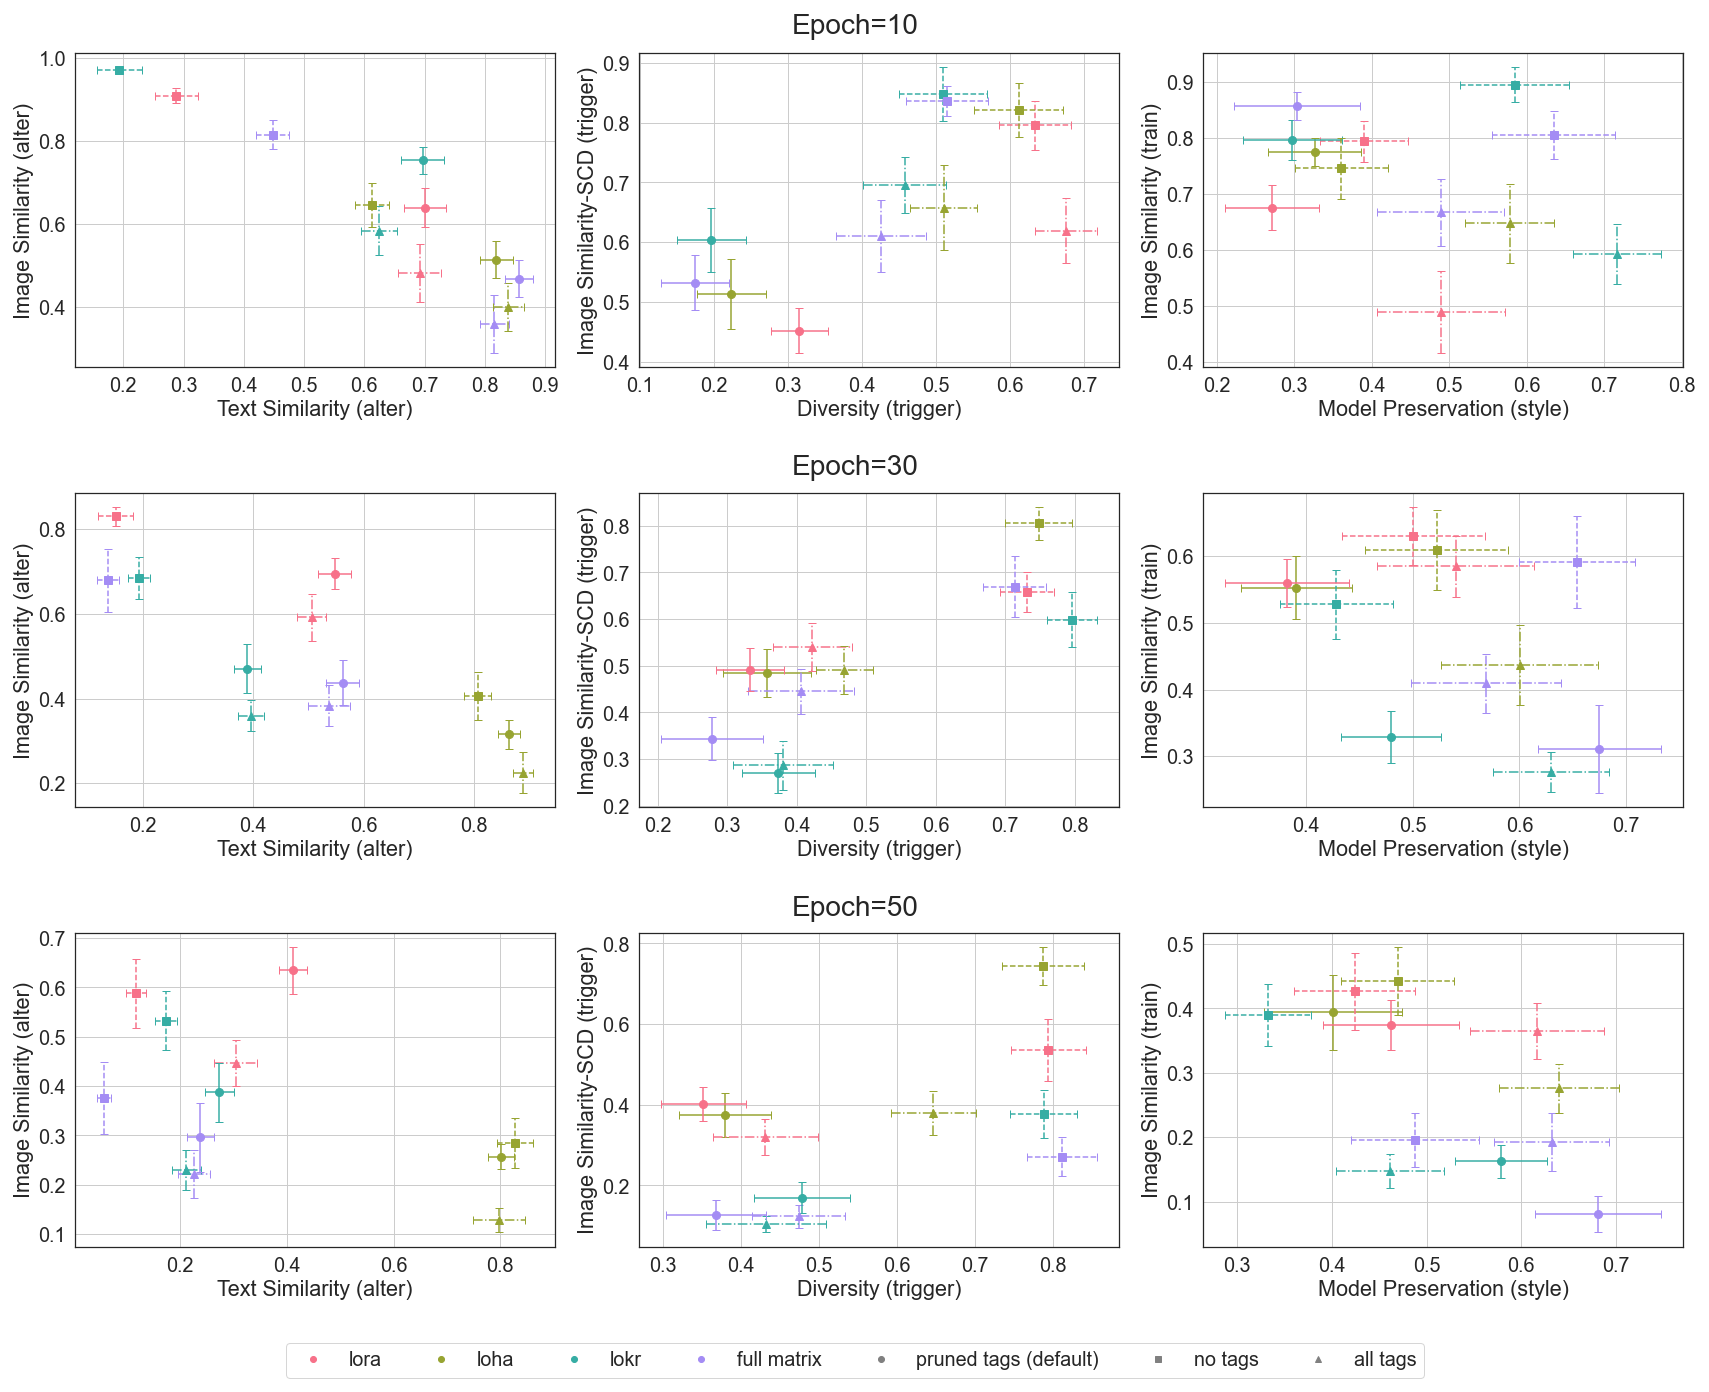 Epoch=10
Image Similarity (alter)
1.0
0.8
0.6
0.4
0.2 0.3 0.4 0.5 0.6 0.7 0.8 0.9
Text Similarity (alter)
Image Similarity-SCD (trigger)
0.9
0.8
0.7
0.6
0.5
0.4
0.1 0.2 0.3 0.4 0.5 0.6 0.7
Diversity (trigger)
Image Similarity (train)
0.9
0.8
0.7
0.6
0.5
0.4
0.2 0.3 0.4 0.5 0.6 0.7 0.8
Model Preservation (style)
Epoch=30
Image Similarity (alter)
0.8
0.6
0.4
0.2
0.2 0.4 0.6 0.8
Text Similarity (alter)
Image Similarity-SCD (trigger)
0.8
0.7
0.6
0.5
0.4
0.3
0.2
0.2 0.3 0.4 0.5 0.6 0.7 0.8
Diversity (trigger)
Image Similarity (train)
0.6
0.5
0.4
0.3
0.4 0.5 0.6 0.7
Model Preservation (style)
Epoch=50
Image Similarity (alter)
0.7
0.6
0.5
0.4
0.3
0.2
0.1
0.2 0.4 0.6 0.8
Text Similarity (alter)
Image Similarity-SCD (trigger)
0.8
0.6
0.4
0.2
0.3 0.4 0.5 0.6 0.7 0.8
Diversity (trigger)
Image Similarity (train)
0.5
0.4
0.3
0.2
0.1
0.3 0.4 0.5 0.6 0.7
Model Preservation (style)
lora loha lokr full matrix pruned tags (default) no tags all tags